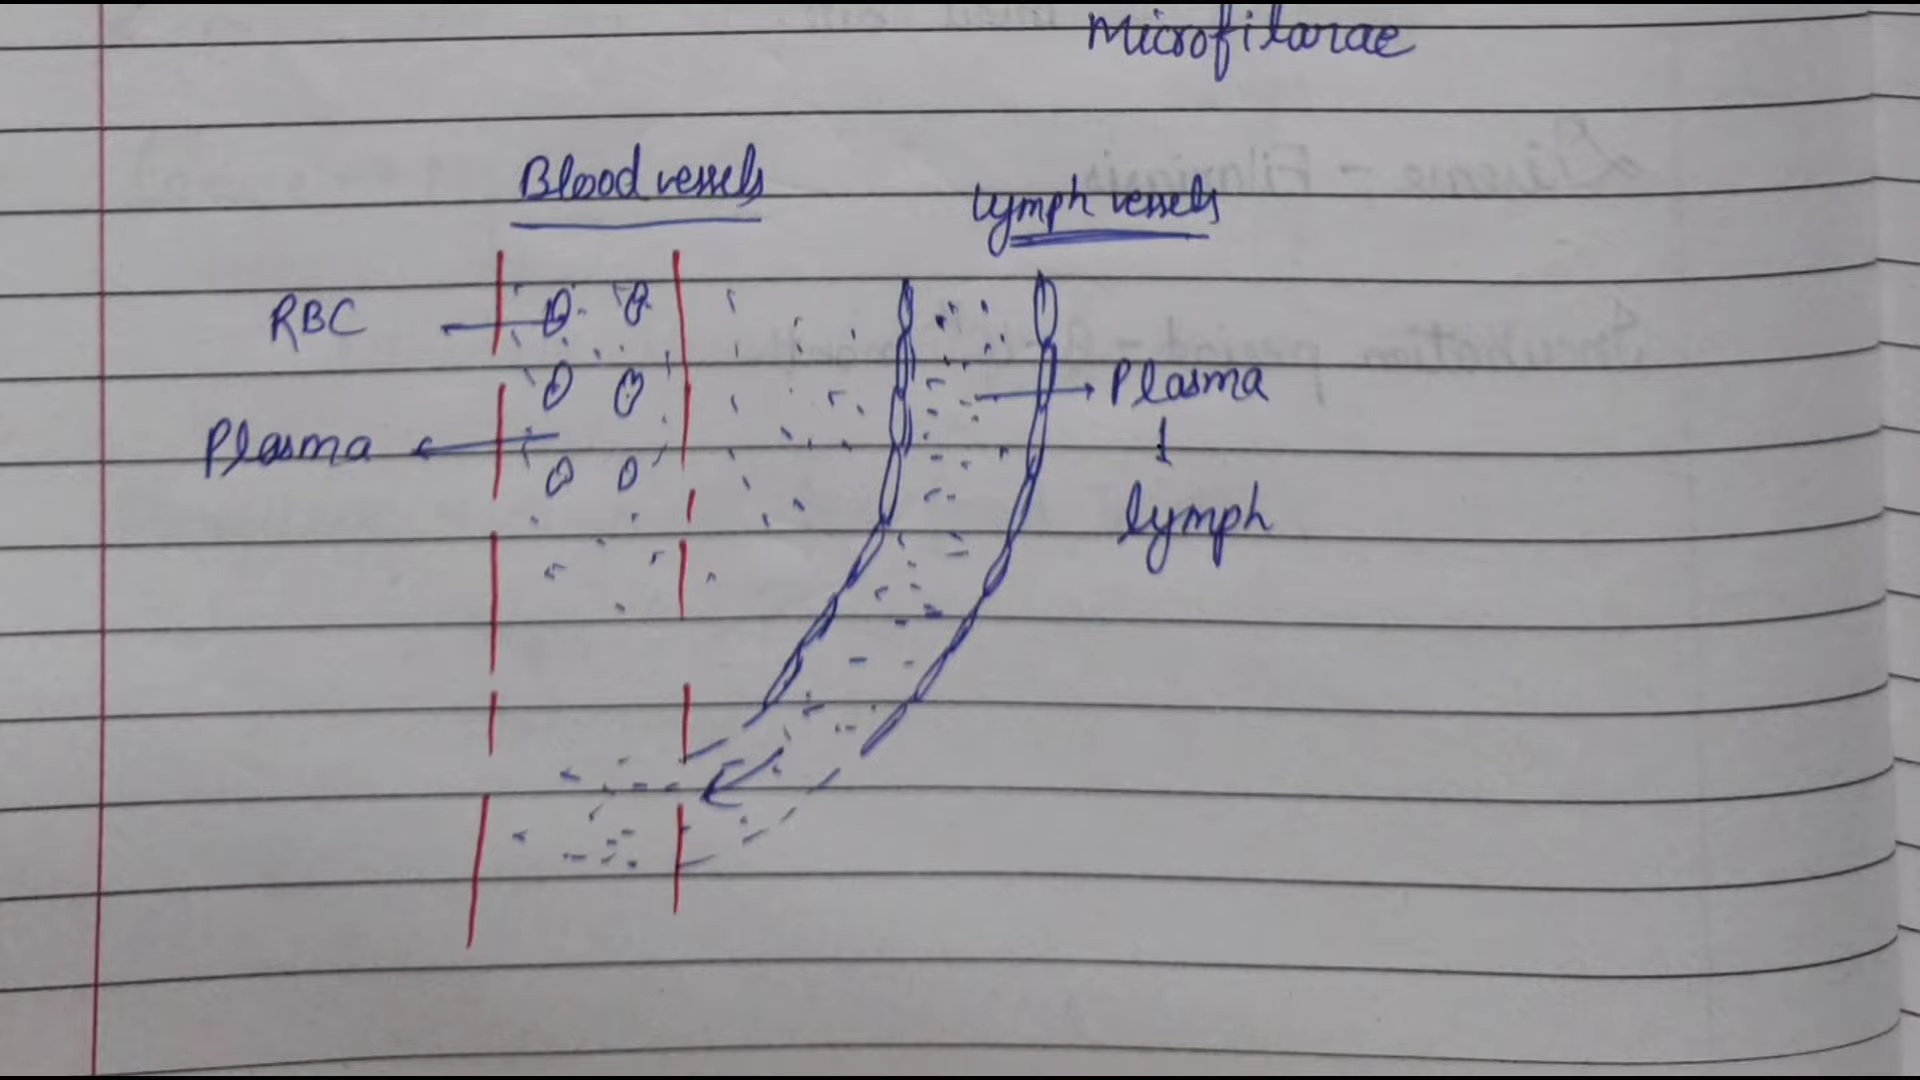 Microfilarae
Blood vessels
Lymph vessels
RBC
Plasma
Plasma
lymph